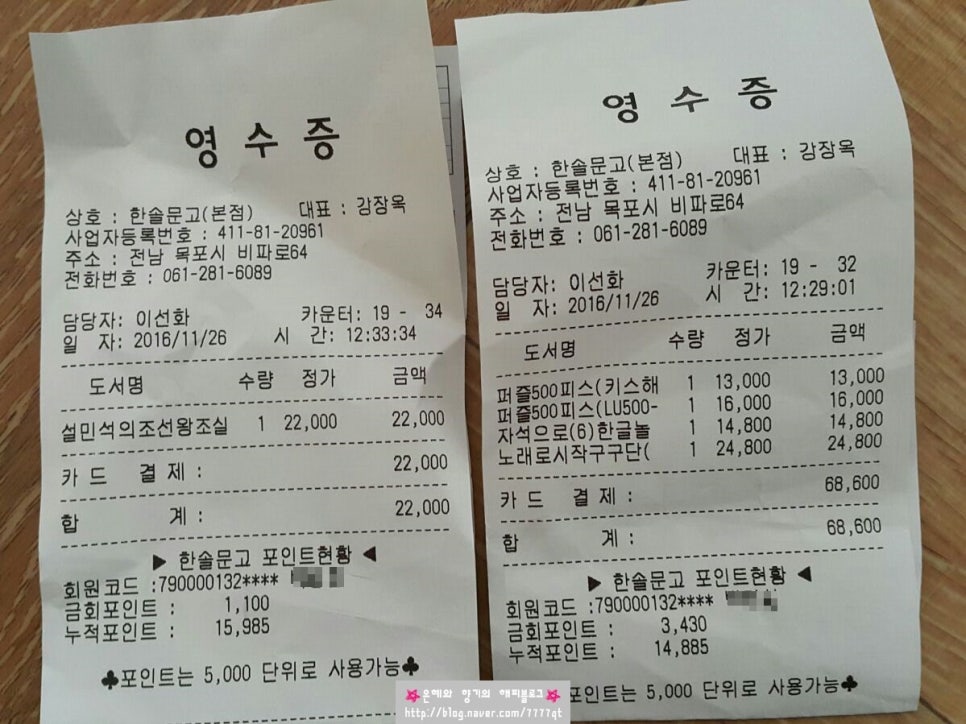 영 수 증
상호 : 한솔문고(본점) 대표 : 강장옥
사업자등록번호 : 411-81-20961
주소 : 전남 목포시 비파로64
전화번호 : 061-281-6089
담당자: 이선화 카운터: 19 - 34
일 자: 2016/11/26 시 간: 12:33:34
도서명 수량 정가 금액
설민석의조선왕조실 1 22,000 22,000
카 드 결 제 : 22,000
합 계 : 22,000
▶ 한솔문고 포인트현황 ◀
회원코드 :790000132****
금회포인트 : 1,100
누적포인트 : 15,985
♣포인트는 5,000 단위로 사용가능♣
영 수 증
상호 : 한솔문고(본점) 대표 : 강장옥
사업자등록번호 : 411-81-20961
주소 : 전남 목포시 비파로64
전화번호 : 061-281-6089
담당자: 이선화 카운터: 19 - 32
일 자: 2016/11/26 시 간: 12:29:01
도서명 수량 정가 금액
퍼즐500피스(키스해 1 13,000 13,000
퍼즐500피스(LU500- 1 16,000 16,000
자석으로(6)한글놀 1 14,800 14,800
노래로시작구구단( 1 24,800 24,800
카 드 결 제 : 68,600
합 계 : 68,600
▶ 한솔문고 포인트현황 ◀
회원코드 :790000132****
금회포인트 : 3,430
누적포인트 : 14,885
포인트는 5,000 단위로 사용가능♣
은혜와 향기의 해피블로그
http://blog.naver.com/7777qt